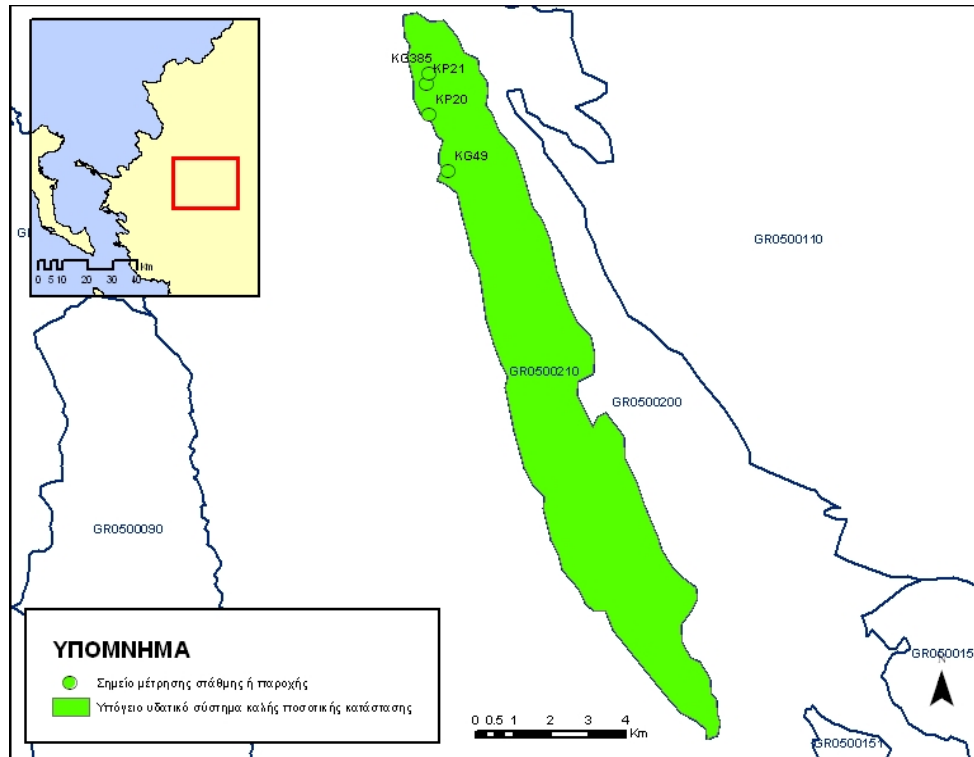 KG385
KP21
KP20
KG49
Km
0 5 10 20 30 40
GR0500110
GR0500210
GR0500200
GR0500090
ΥΠΟΜΝΗΜΑ
Σημείο μέτρησης στάθμης ή παροχής
Υπόγειο υδατικό σύστημα καλής ποσοτικής κατάστασης
0 0.5 1 2 3 4
Km
GR050015
N
GR0500151